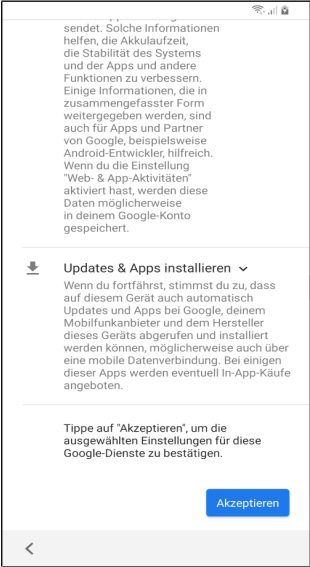 sendet. Solche Informationen
helfen, die Akkulaufzeit,
die Stabilität des Systems
und der Apps und andere
Funktionen zu verbessern.
Einige Informationen, die in
zusammengefasster Form
weitergegeben werden, sind
auch für Apps und Partner
von Google, beispielsweise
Android-Entwickler, hilfreich.
Wenn du die Einstellung
"Web- & App-Aktivitäten"
aktiviert hast, werden diese
Daten möglicherweise
in deinem Google-Konto
gespeichert.
Updates & Apps installieren
Wenn du fortfährst, stimmst du zu, dass
auf diesem Gerät auch automatisch
Updates und Apps bei Google, deinem
Mobilfunkanbieter und dem Hersteller
dieses Geräts abgerufen und installiert
werden können, möglicherweise auch über
eine mobile Datenverbindung. Bei einigen
dieser Apps werden eventuell In-App-Käufe
angeboten.
Tippe auf "Akzeptieren", um die
ausgewählten Einstellungen für diese
Google-Dienste zu bestätigen.
Akzeptieren